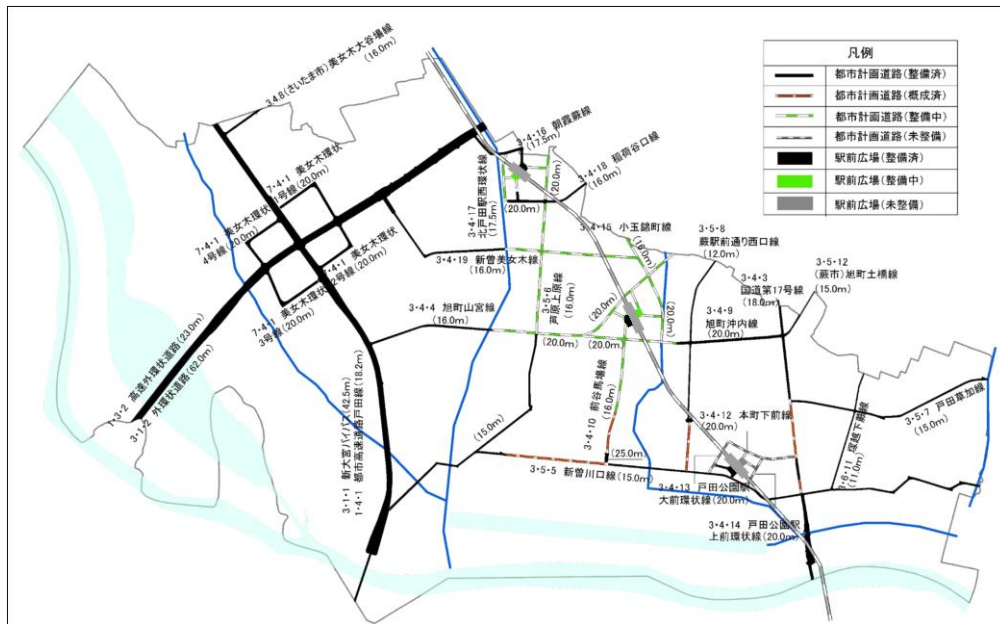 3・4・8(さいたま市)美女木大谷場線
(16.0m)
凡例
都市計画道路(整備済)
都市計画道路(概成済)
都市計画道路(整備中)
都市計画道路(未整備)
駅前広場(整備済)
駅前広場(整備中)
駅前広場(未整備)
3・4・16 朝霞蕨線
(17.5m)
3・4・18 稲荷谷口線
(16.0m)
(20.0m)
(20.0m)
3・4・17
北戸田駅西環状線
(17.5m)
7・4・1 美女木環状
1号線(20.0m)
7・4・1 美女木環状
4号線(20.0m)
7・4・1 美女木環状
2号線(20.0m)
7・4・1 美女木環状
3号線(20.0m)
3・4・15 小玉錦町線
(16.0m)
3・5・8
蕨駅前通り西口線
(12.0m)
3・5・12
(蕨市)旭町土橋線
(15.0m)
3・4・3
国道第17号線
(18.0m)
3・4・9
旭町沖内線
(20.0m)
3・4・19 新曽美女木線
(16.0m)
3・5・6
芦原上原線
(16.0m)
3・4・4 旭町山宮線
(16.0m)
(20.0m)
(20.0m)
(20.0m)
(20.0m)
1・3・2 高速外環状道路(23.0m)
3・1・2 外環状道路(62.0m)
3・1・1 新大宮バイパス(42.5m)
1・4・1 都市高速道路戸田線(18.2m)
3・4・10 前谷馬場線
(16.0m)
(15.0m)
(25.0m)
3・5・5 新曽川口線(15.0m)
3・4・12 本町下前線
(20.0m)
3・6・11 塚越下前線
(11.0m)
3・5・7 戸田草加線
(15.0m)
3・4・13 戸田公園駅
大前環状線(20.0m)
3・4・14 戸田公園駅
上前環状線(20.0m)